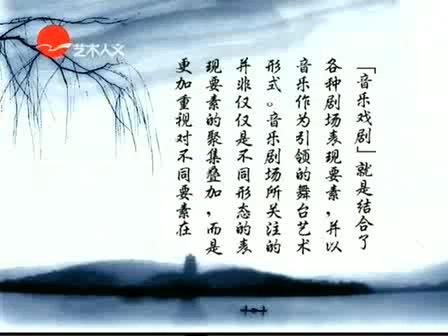 艺术人文
「音乐戏剧」就是结合了
各种剧场表现要素，并以
音乐作为引领的舞台艺术
形式。音乐剧场所关注的
并非仅仅是不同形态的表
现要素的聚集叠加，而是
更加重视对不同要素在